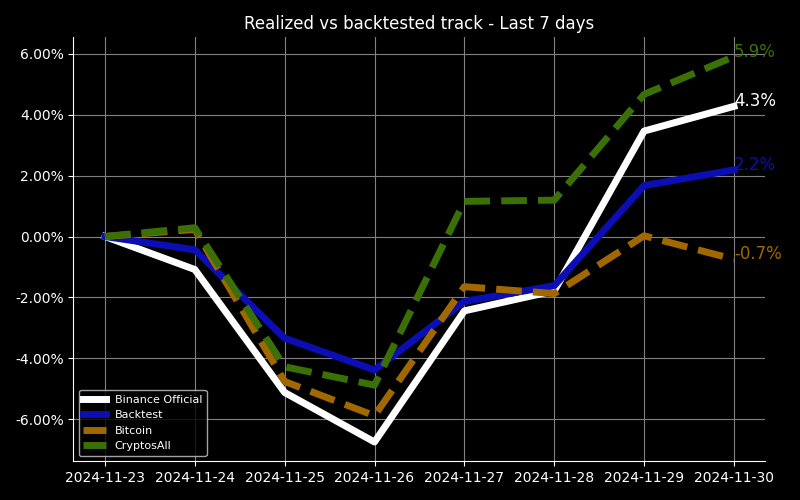 Realized vs backtested track - Last 7 days
6.00%
4.00%
2.00%
0.00%
-2.00%
-4.00%
-6.00%
5.9%
4.3%
2.2%
-0.7%
Binance Official
Backtest
Bitcoin
CryptosAll
2024-11-23 2024-11-24 2024-11-25 2024-11-26 2024-11-27 2024-11-28 2024-11-29 2024-11-30